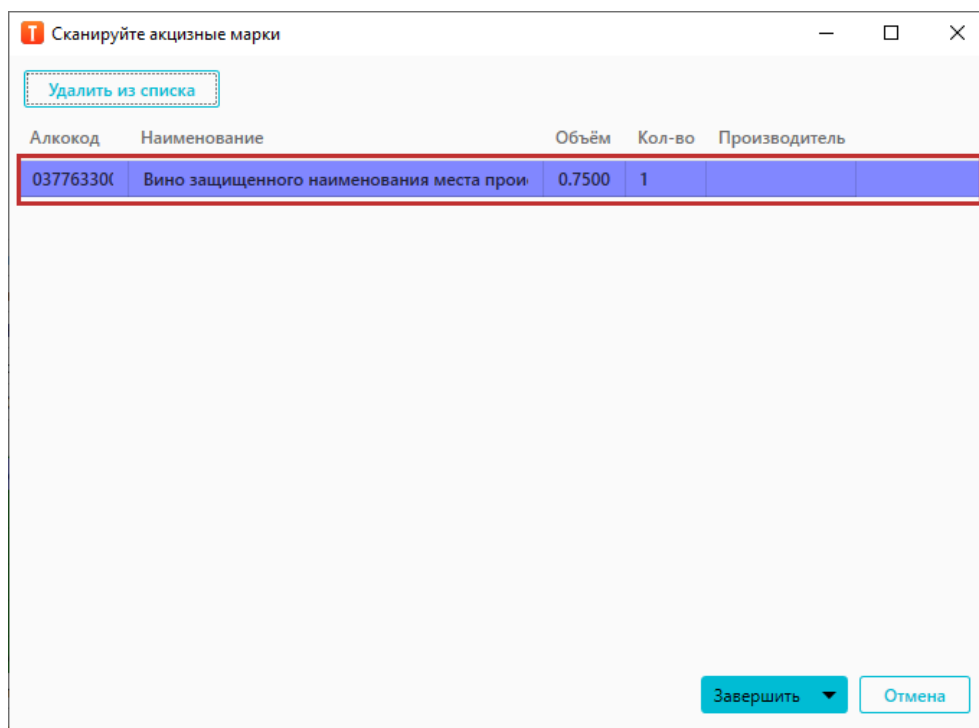 Т Сканируйте акцизные марки
Удалить из списка
Алкокод Наименование Объём Кол-во Производитель
03776330 Вино защищенного наименования места прои 0.7500 1
Завершить Отмена